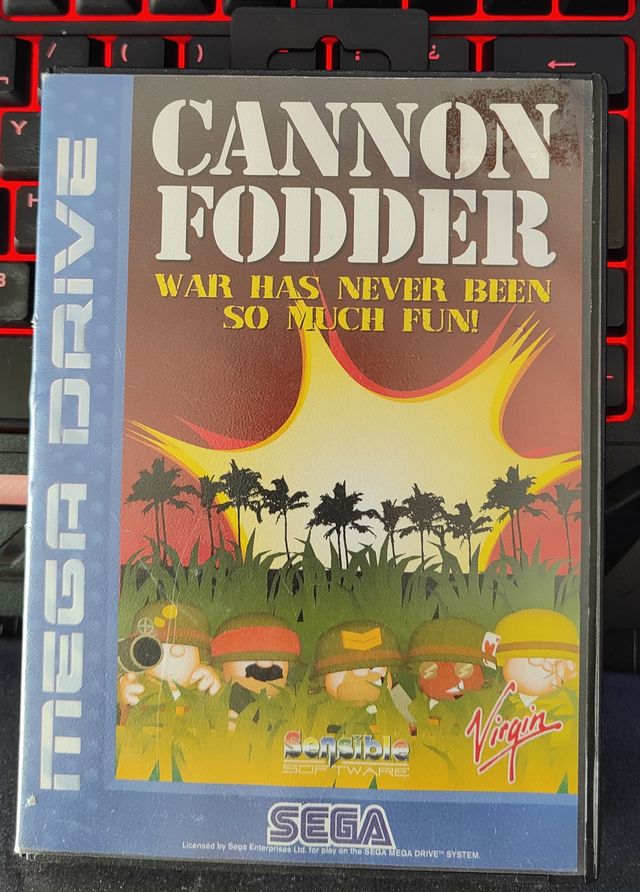 CANNON
FODDER
WAR HAS NEVER BEEN
SO MUCH FUN!
MEGA DRIVE
Sensible
SOFTWARE
Virgin
SEGA
Licensed by Sega Enterprises Ltd. for play on the SEGA MEGA DRIVE™ SYSTEM.
Y
H
B
¿
←